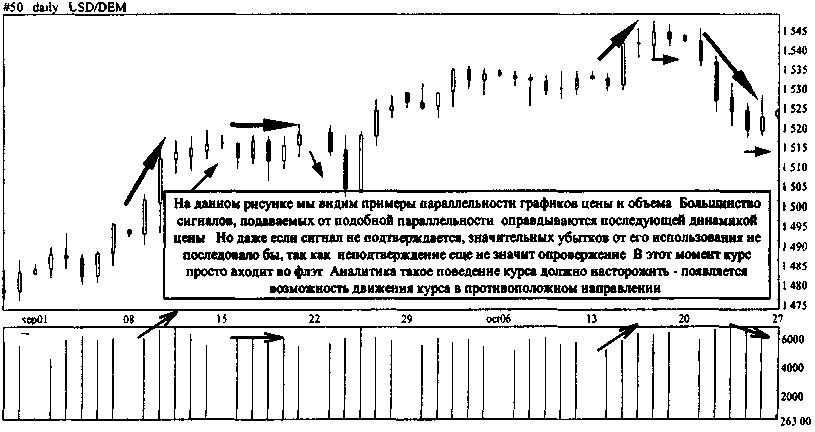 #50 daily USD/DEM
1 545
1 540
1 535
1 530
1 525
1 520
1 515
1 510
1 505
1 500
1 495
1 490
1 485
1 480
1 475
На данном рисунке мы видим примеры параллельности графиков цены и объема Большинство
сигналов, подаваемых от подобной параллельности оправдываются последующей динамикой
цены Но даже если сигнал не подтверждается, значительных убытков от его использования не
последовало бы, так как неподтверждение еще не значит опровержение В этот момент курс
просто входит во флэт Аналитика такое поведение курса должно насторожить - появляется
возможность движения курса в противоположном направлении
sep01 08 15 22 29 oct06 13 20 27
6000
4000
2000
263 00